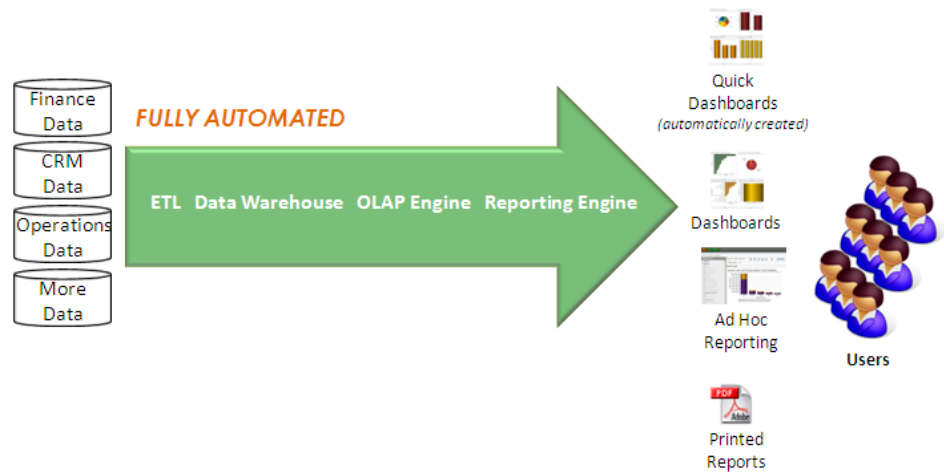 Finance
Data
CRM
Data
Operations
Data
More
Data
FULLY AUTOMATED
ETL Data Warehouse OLAP Engine Reporting Engine
Quick
Dashboards
(automatically created)
Dashboards
Ad Hoc
Reporting
PDF
Adobe
Printed
Reports
Users